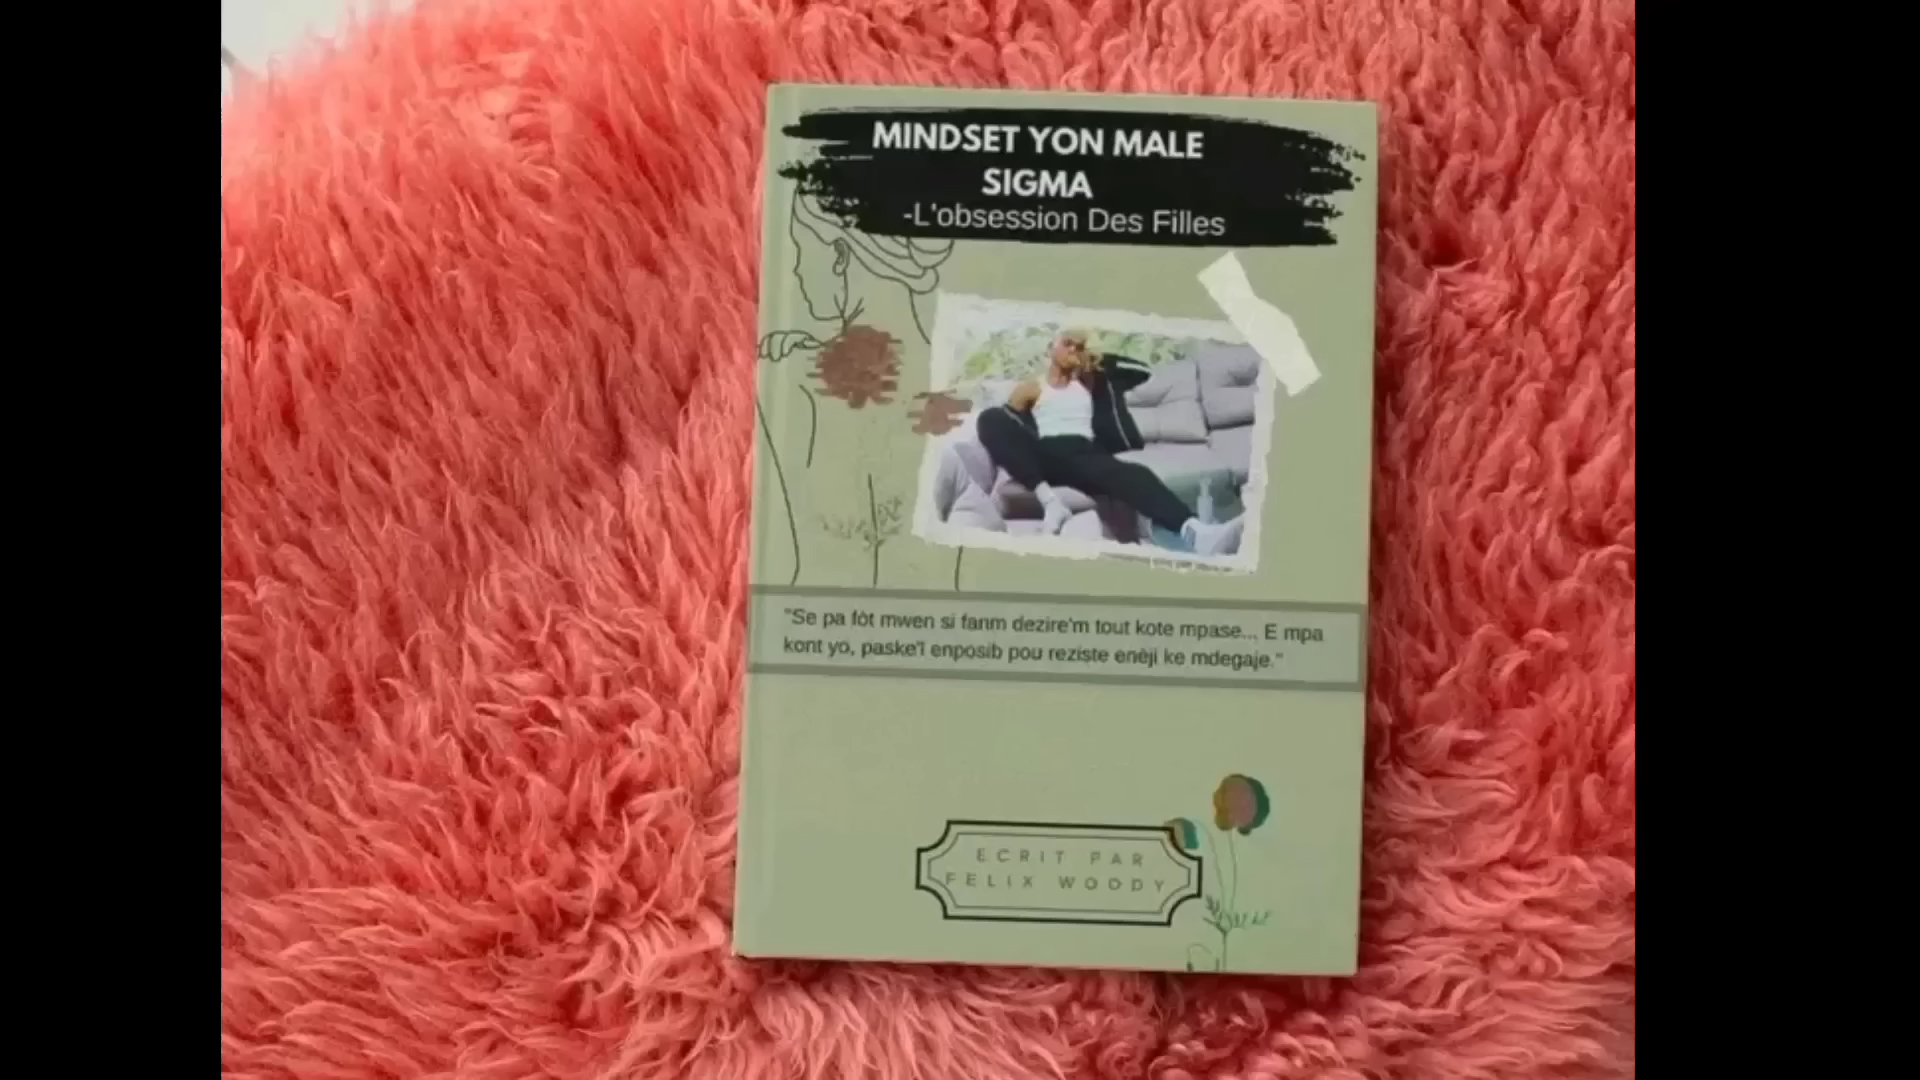 MINDSET YON MALE
SIGMA
-L'obsession Des Filles
"Se pa fòt mwen si fanm dezire'm tout kote mpase... E mpa
kont yo, paske'l enposib pou reziste enèji ke mdegaje."
ECRIT PAR
FELIX WOODY